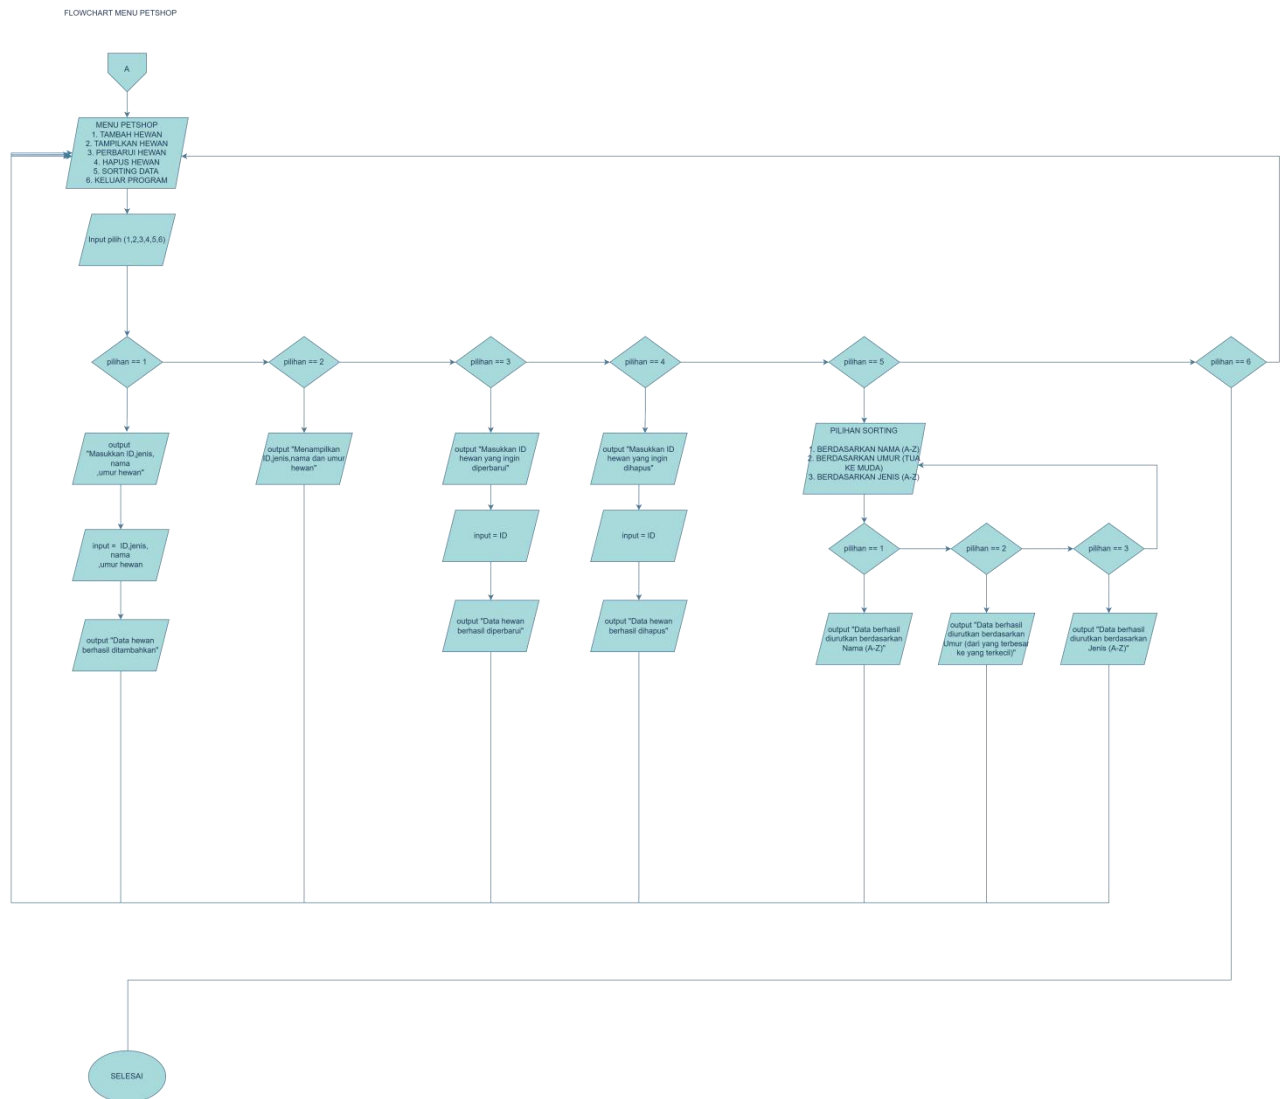 FLOWCHART MENU PETSHOP
A
MENU PETSHOP
1. TAMBAH HEWAN
2. TAMPILKAN HEWAN
3. PERBARUI HEWAN
4. HAPUS HEWAN
5. SORTING DATA
6. KELUAR PROGRAM
Input pilih (1,2,3,4,5,6)
pilihan == 1
pilihan == 2
pilihan == 3
pilihan == 4
pilihan == 5
pilihan == 6
output
"Masukkan ID,jenis,
nama
,umur hewan"
output "Menampilkan
ID,jenis,nama dan umur
hewan"
output "Masukkan ID
hewan yang ingin
diperbarui"
output "Masukkan ID
hewan yang ingin
dihapus"
PILIHAN SORTING
1. BERDASARKAN NAMA (A-Z)
2. BERDASARKAN UMUR (TUA
KE MUDA)
3. BERDASARKAN JENIS (A-Z)
input =  ID,jenis,
nama
,umur hewan
input = ID
input = ID
pilihan == 1
pilihan == 2
pilihan == 3
output "Data hewan
berhasil ditambahkan"
output "Data hewan
berhasil diperbarui"
output "Data hewan
berhasil dihapus"
output "Data berhasil
diurutkan berdasarkan
Nama (A-Z)"
output "Data berhasil
diurutkan berdasarkan
Umur (dari yang terbesar
ke yang terkecil)"
output "Data berhasil
diurutkan berdasarkan
Jenis (A-Z)"
SELESAI